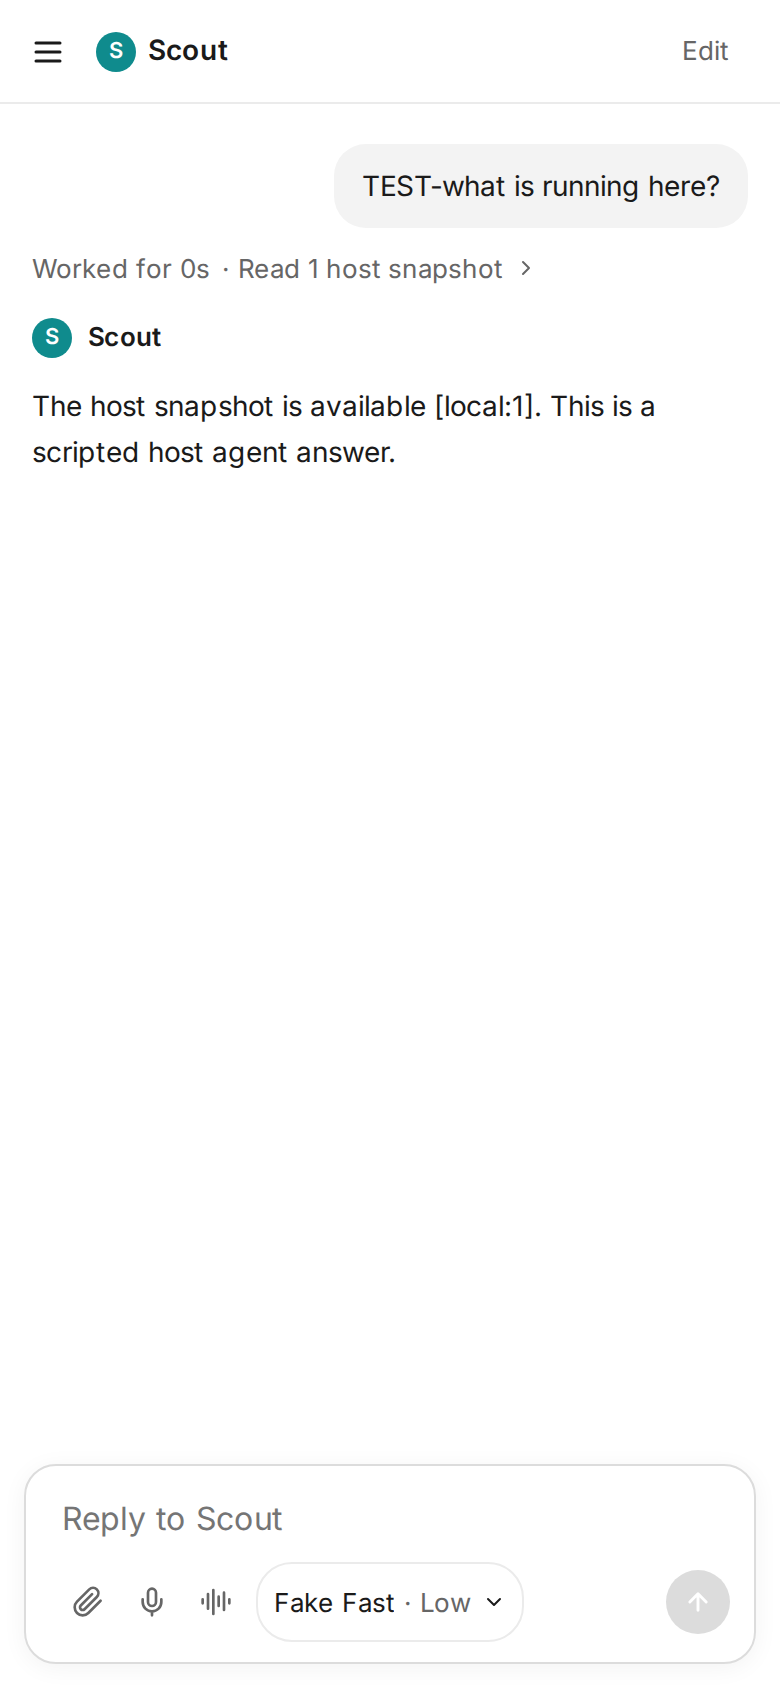 S Scout Edit
TEST-what is running here?
Worked for 0s · Read 1 host snapshot
S Scout
The host snapshot is available [local:1]. This is a
scripted host agent answer.
Reply to Scout
Fake Fast · Low